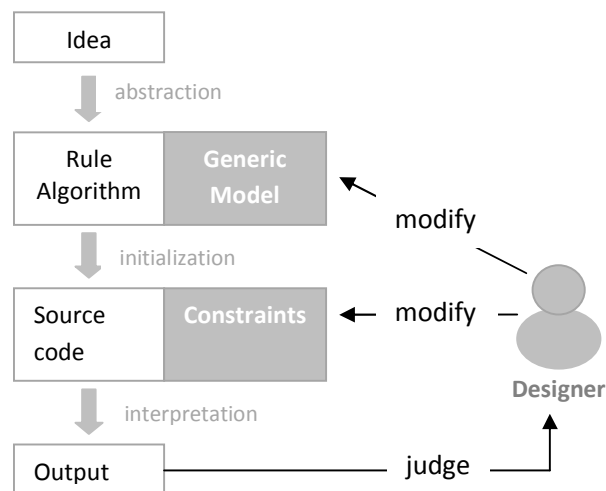 Idea
abstraction
Rule
Algorithm
Generic
Model
modify
initialization
Source
code
Constraints
modify
Designer
interpretation
Output
judge